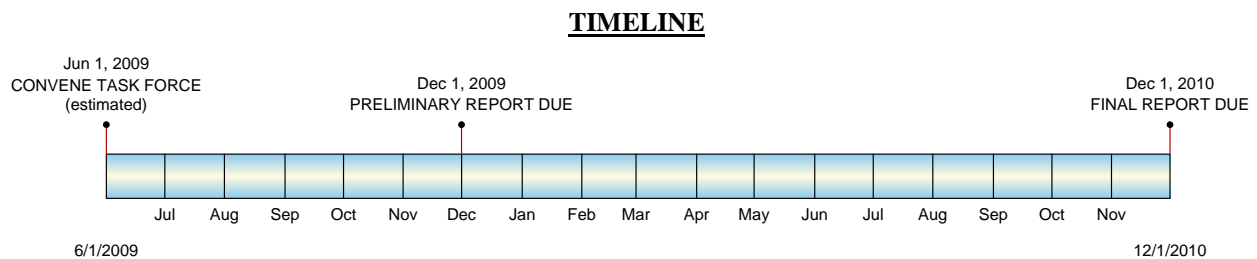 TIMELINE
Jun 1, 2009
CONVENE TASK FORCE
(estimated)
Dec 1, 2009
PRELIMINARY REPORT DUE
Dec 1, 2010
FINAL REPORT DUE
Jul Aug Sep Oct Nov Dec Jan Feb Mar Apr May Jun Jul Aug Sep Oct Nov
6/1/2009 12/1/2010